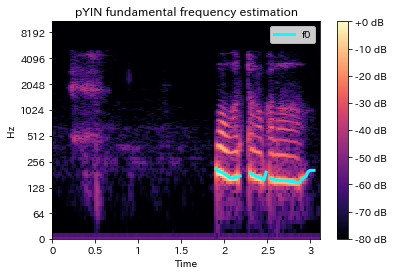 pYIN fundamental frequency estimation
f0
Hz
8192
4096
2048
1024
512
256
128
64
0
0
0.5
1
1.5
2
2.5
3
Time
+0 dB
-10 dB
-20 dB
-30 dB
-40 dB
-50 dB
-60 dB
-70 dB
-80 dB